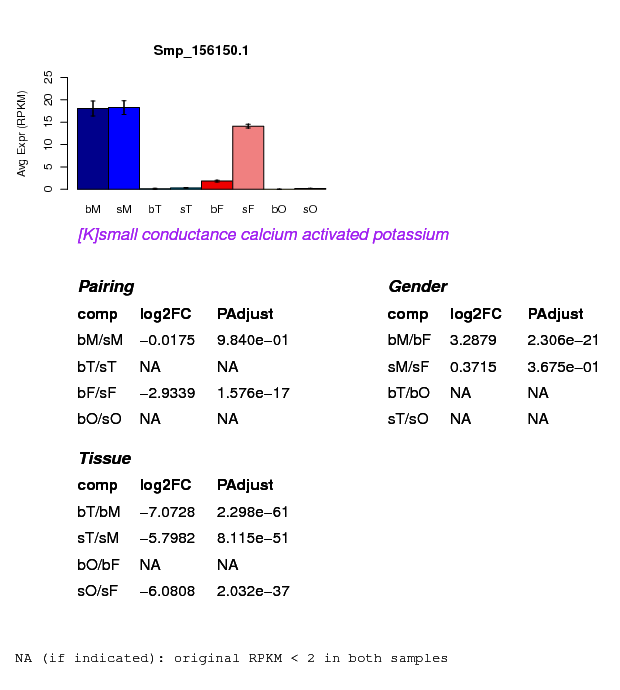 Smp_156150.1
Avg Expr (RPKM)
25
20
15
10
5
0
bM sM bT sT bF sF bO sO
[K]small conductance calcium activated potassium
Pairing
comp log2FC PAdjust
bM/sM −0.0175 9.840e−01
bT/sT NA NA
bF/sF −2.9339 1.576e−17
bO/sO NA NA
Gender
comp log2FC PAdjust
bM/bF 3.2879 2.306e−21
sM/sF 0.3715 3.675e−01
bT/bO NA NA
sT/sO NA NA
Tissue
comp log2FC PAdjust
bT/bM −7.0728 2.298e−61
sT/sM −5.7982 8.115e−51
bO/bF NA NA
sO/sF −6.0808 2.032e−37
NA (if indicated): original RPKM < 2 in both samples